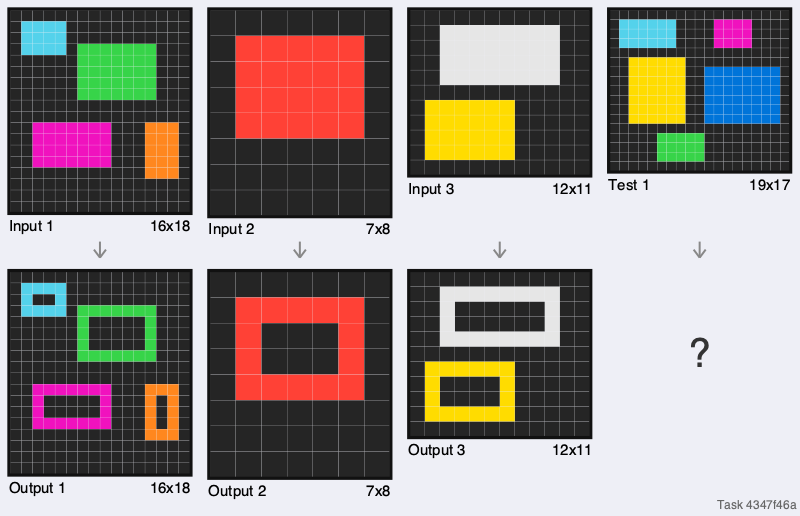 Input 1 16x18
Input 2 7x8
Input 3 12x11
Test 1 19x17
Output 1 16x18
Output 2 7x8
Output 3 12x11
?
Task 4347f46a